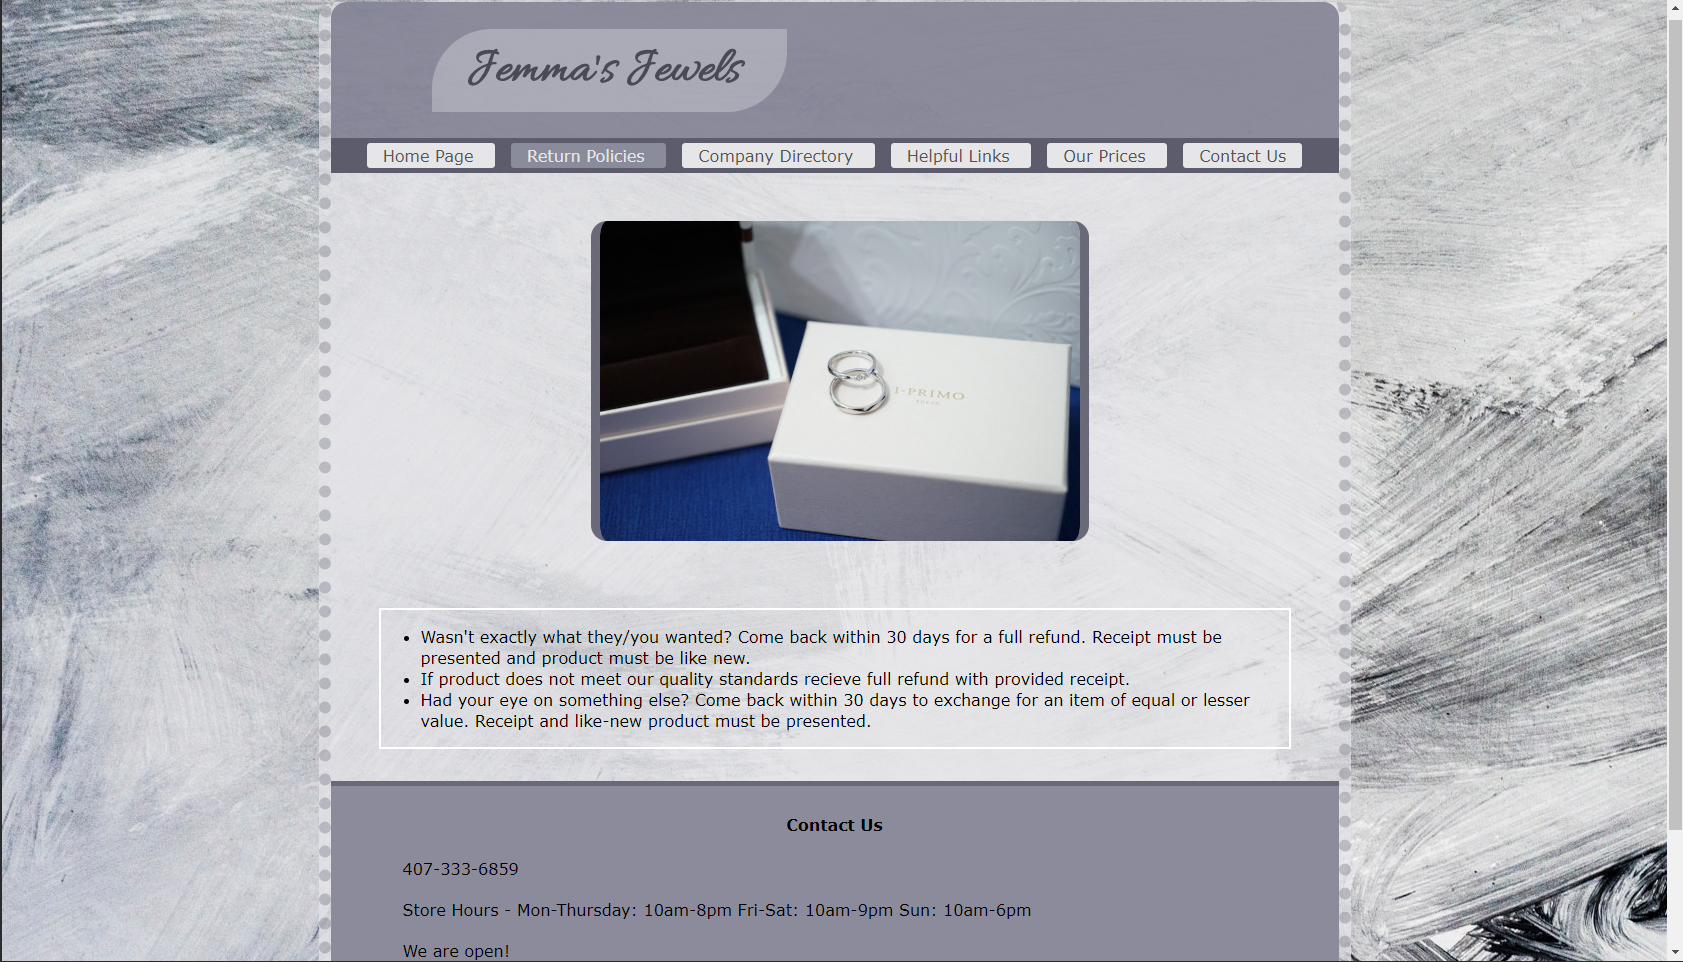 Jemma's Jewels
Home Page Return Policies Company Directory Helpful Links Our Prices Contact Us
I-PRIMO
Wasn't exactly what they/you wanted? Come back within 30 days for a full refund. Receipt must be
presented and product must be like new.
If product does not meet our quality standards recieve full refund with provided receipt.
Had your eye on something else? Come back within 30 days to exchange for an item of equal or lesser
value. Receipt and like-new product must be presented.
Contact Us
407-333-6859
Store Hours - Mon-Thursday: 10am-8pm Fri-Sat: 10am-9pm Sun: 10am-6pm
We are open!